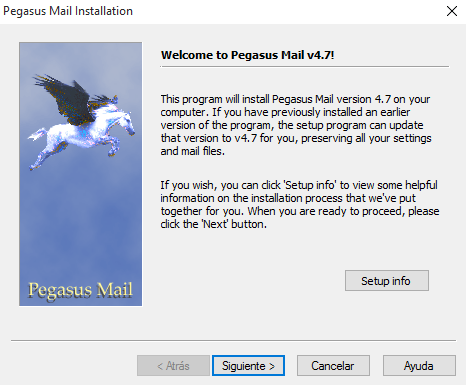 Pegasus Mail Installation
Welcome to Pegasus Mail v4.7!
This program will install Pegasus Mail version 4.7 on your
computer. If you have previously installed an earlier
version of the program, the setup program can update
that version to v4.7 for you, preserving all your settings
and mail files.
If you wish, you can click 'Setup info' to view some helpful
information on the installation process that we've put
together for you. When you are ready to proceed, please
click the 'Next' button.
Pegasus Mail
Setup info
< Atrás
Siguiente >
Cancelar
Ayuda